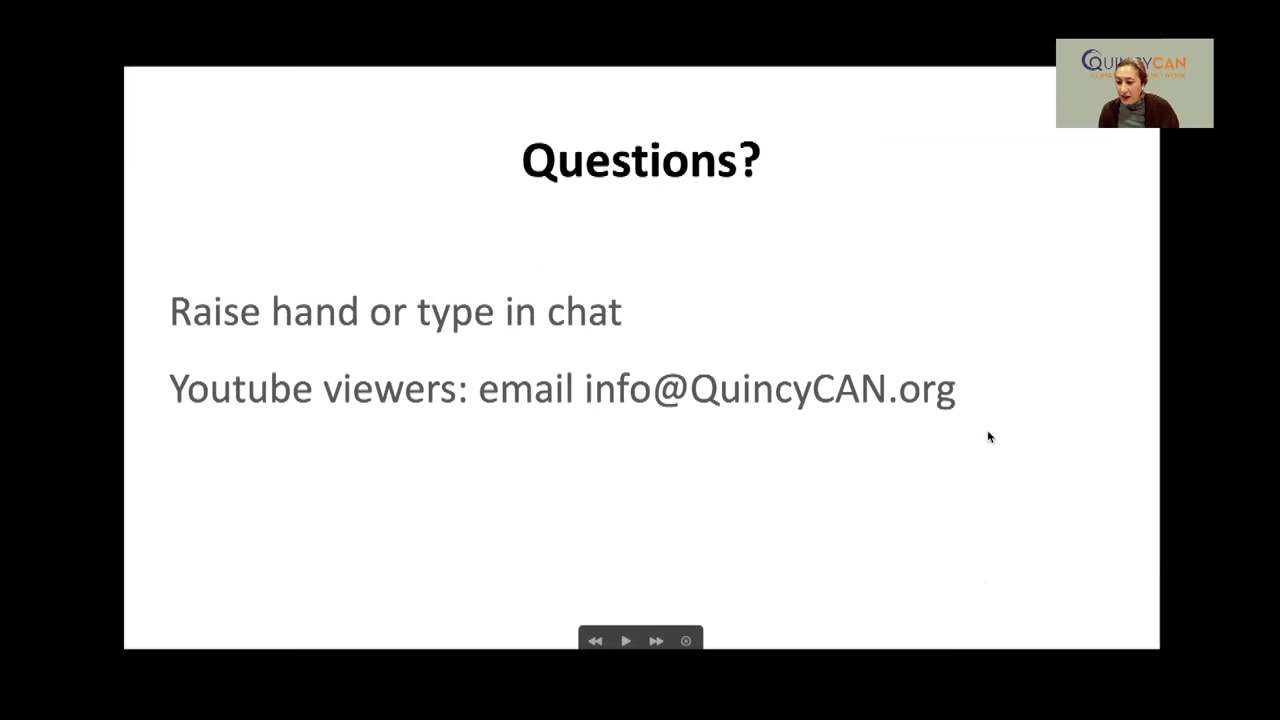 QUINCYCAN
Questions?
Raise hand or type in chat
Youtube viewers: email info@QuincyCAN.org